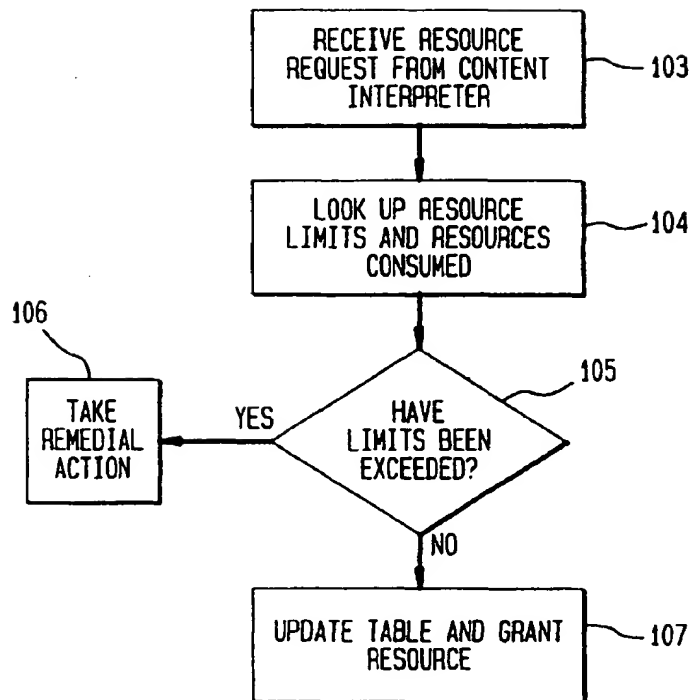 RECEIVE RESOURCE
REQUEST FROM CONTENT
INTERPRETER
103
LOOK UP RESOURCE
LIMITS AND RESOURCES
CONSUMED
104
106
105
TAKE
REMEDIAL
ACTION
YES
HAVE
LIMITS BEEN
EXCEEDED?
NO
UPDATE TABLE AND GRANT
RESOURCE
107